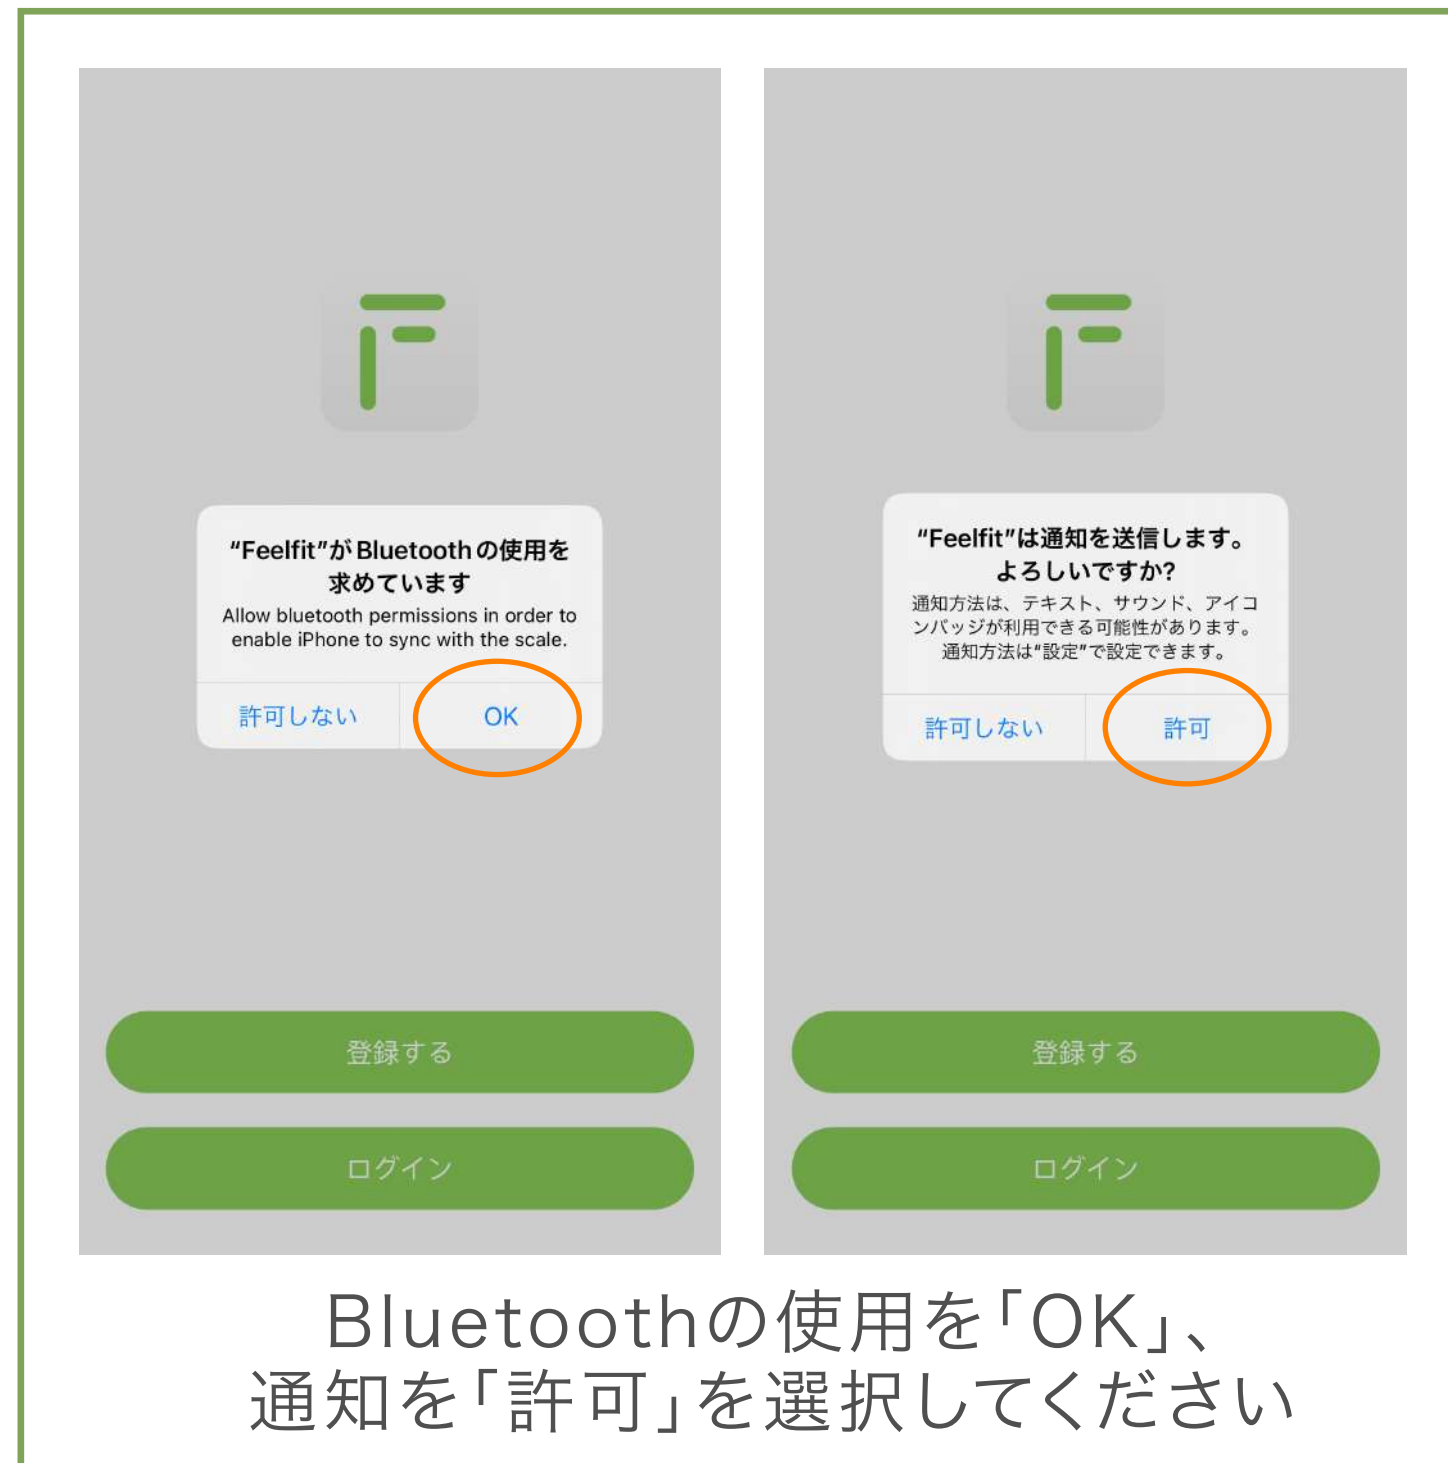 “Feelfit”がBluetoothの使用を
求めています
Allow bluetooth permissions in order to
enable iPhone to sync with the scale.
許可しない
OK
登録する
ログイン
“Feelfit”は通知を送信します。
よろしいですか?
通知方法は、テキスト、サウンド、アイコ
ンバッジが利用できる可能性があります。
通知方法は“設定”で設定できます。
許可しない
許可
登録する
ログイン
Bluetoothの使用を「OK」、
通知を「許可」を選択してください